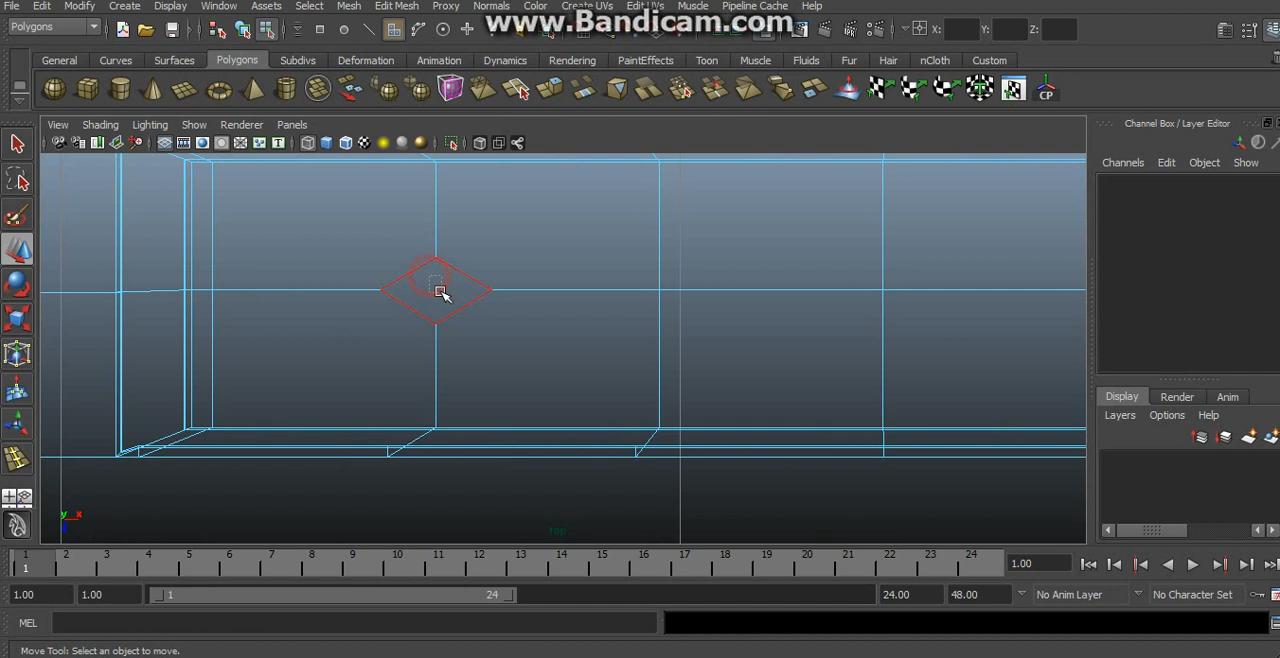 File Edit Modify Create Display Window Assets Select Mesh Edit Mesh Proxy Normals Color Create UVs Edit UVs Muscle Pipeline Cache Help
www.Bandicam.com
Polygons X: Y: Z:
General Curves Surfaces Polygons Subdivs Deformation Animation Dynamics Rendering PaintEffects Toon Muscle Fluids Fur Hair nCloth Custom
CP
View Shading Lighting Show Renderer Panels
T
Channel Box / Layer Editor
Channels Edit Object Show
Display Render Anim
Layers Options Help
y x
top
1 2 3 4 5 6 7 8 9 10 11 12 13 14 15 16 17 18 19 20 21 22 23 24
1 1.00
1.00 1.00 1 24 24.00 48.00 No Anim Layer No Character Set
MEL
Move Tool: Select an object to move.